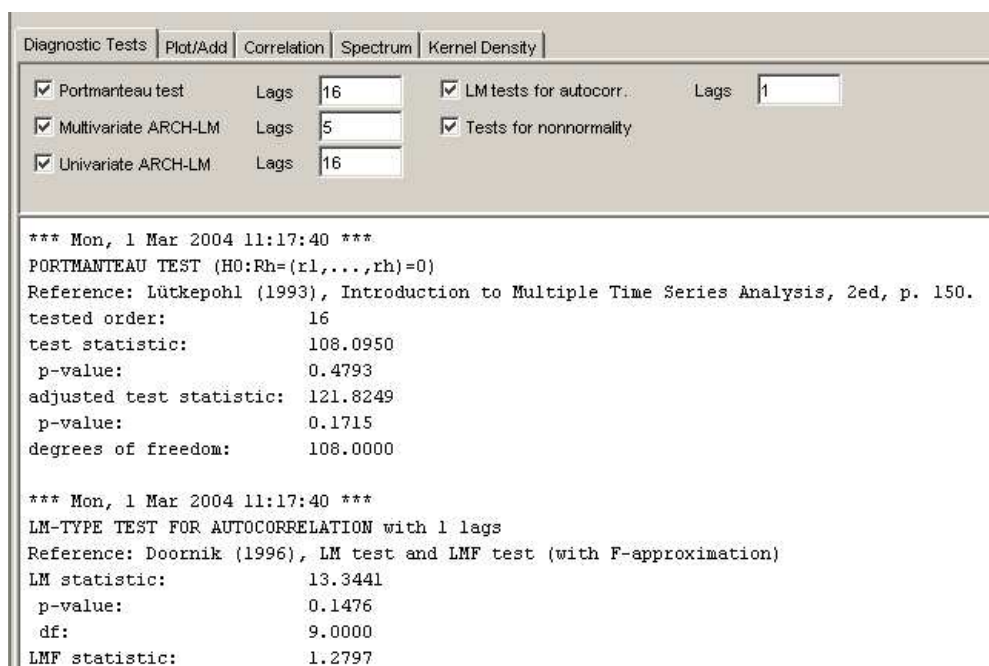 Diagnostic Tests Plot/Add Correlation Spectrum Kernel Density
Portmanteau test Lags 16 LM tests for autocorr. Lags 1
Multivariate ARCH-LM Lags 5 Tests for nonnormality
Univariate ARCH-LM Lags 16
*** Mon, 1 Mar 2004 11:17:40 ***
PORTMANTEAU TEST (H0:Rh=(r1,...,rh)=0)
Reference: Lütkepohl (1993), Introduction to Multiple Time Series Analysis, 2ed, p. 150.
tested order: 16
test statistic: 108.0950
p-value: 0.4793
adjusted test statistic: 121.8249
p-value: 0.1715
degrees of freedom: 108.0000
*** Mon, 1 Mar 2004 11:17:40 ***
LM-TYPE TEST FOR AUTOCORRELATION with 1 lags
Reference: Doornik (1996), LM test and LMF test (with F-approximation)
LM statistic: 13.3441
p-value: 0.1476
df: 9.0000
LMF statistic: 1.2797